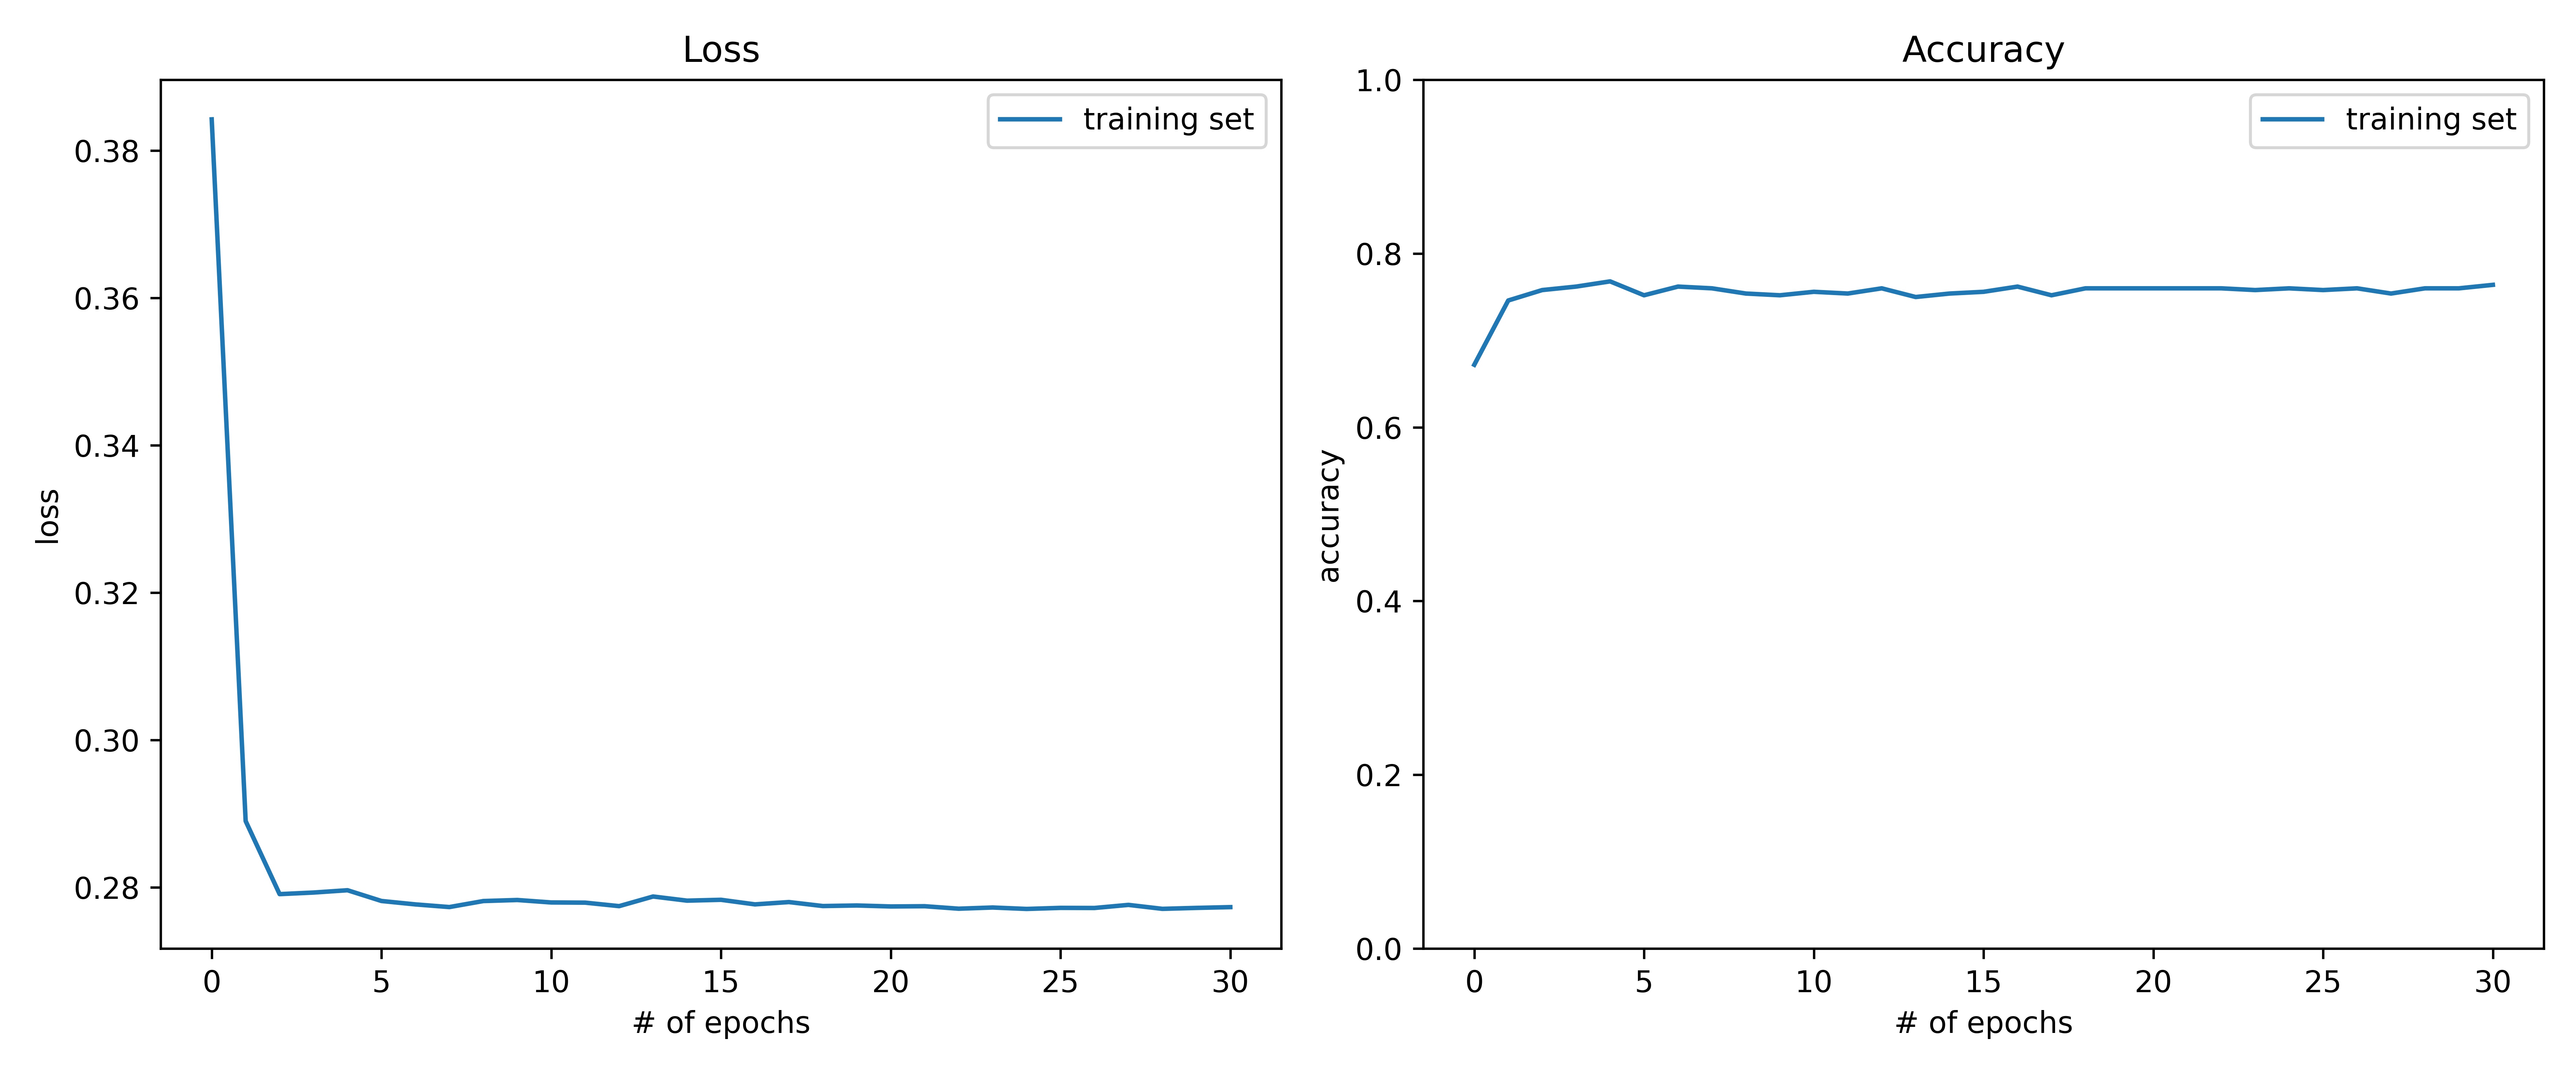 Loss
training set
0.38
0.36
0.34
0.32
0.30
0.28
loss
0 5 10 15 20 25 30
# of epochs
Accuracy
training set
1.0
0.8
0.6
0.4
0.2
0.0
accuracy
0 5 10 15 20 25 30
# of epochs